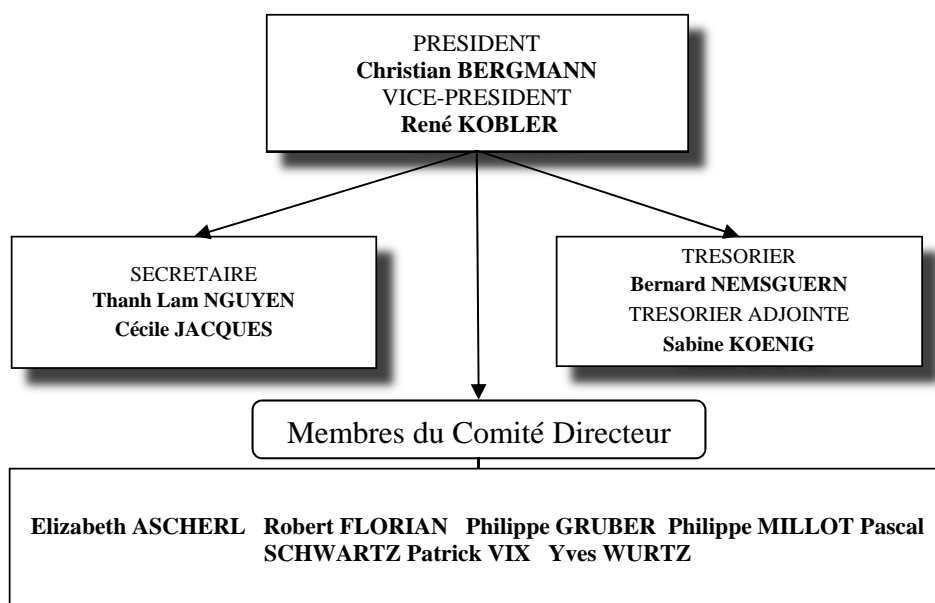 PRESIDENT
Christian BERGMANN
VICE-PRESIDENT
René KOBLER
SECRETAIRE
Thanh Lam NGUYEN
Cécile JACQUES
TRESORIER
Bernard NEMSGUERN
TRESORIER ADJOINTE
Sabine KOENIG
Membres du Comité Directeur
Elizabeth ASCHERL Robert FLORIAN Philippe GRUBER Philippe MILLOT Pascal
SCHWARTZ Patrick VIX Yves WURTZ